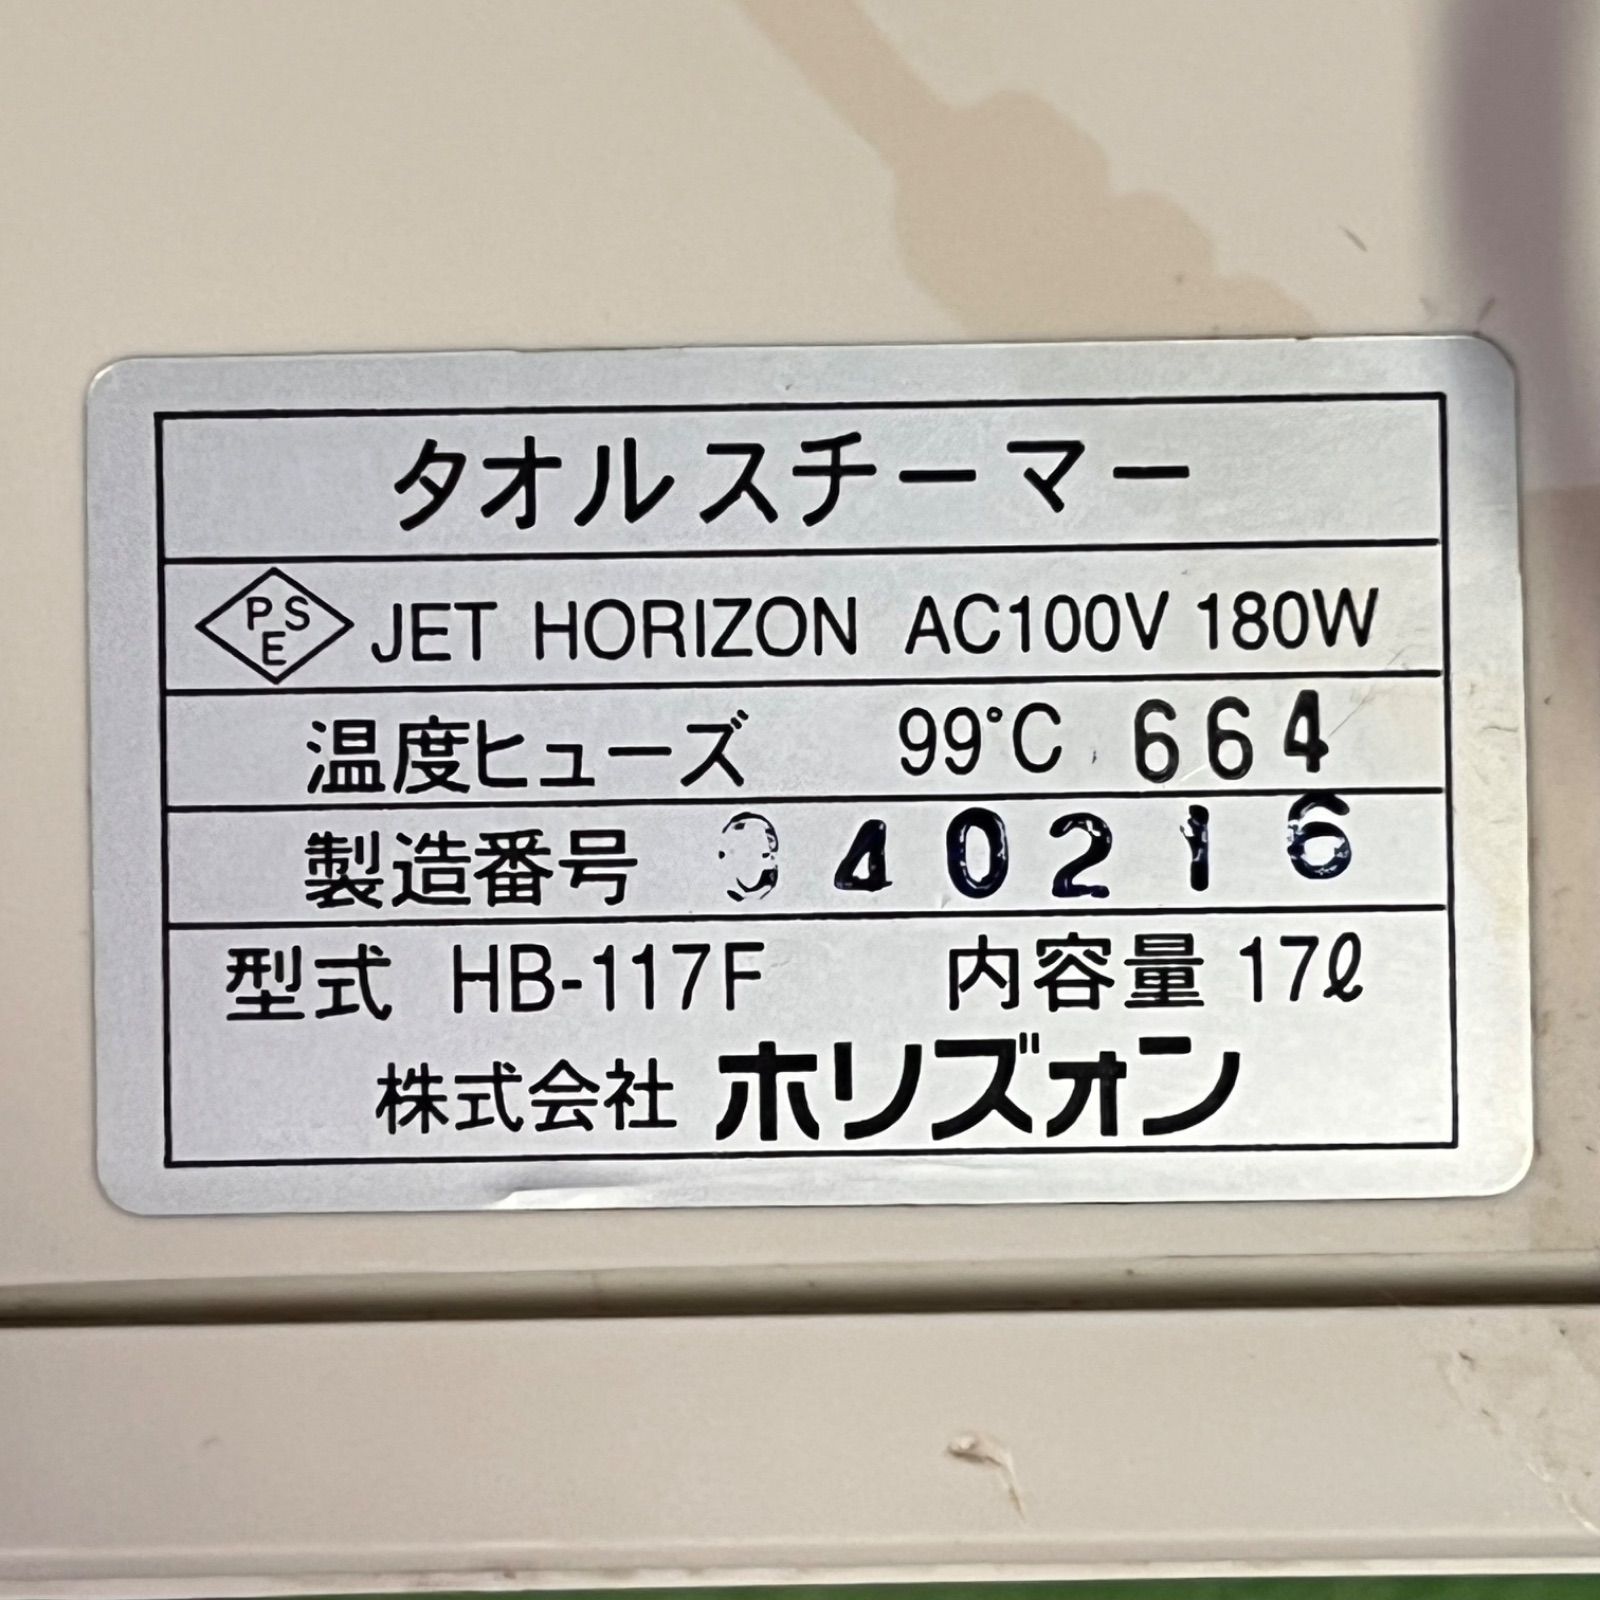 タオルスチーマー
PSE JET HORIZON AC100V 180W
温度ヒューズ 99℃ 664
製造番号 40216
型式 HB-117F 内容量 17ℓ
株式会社 ホリズォン